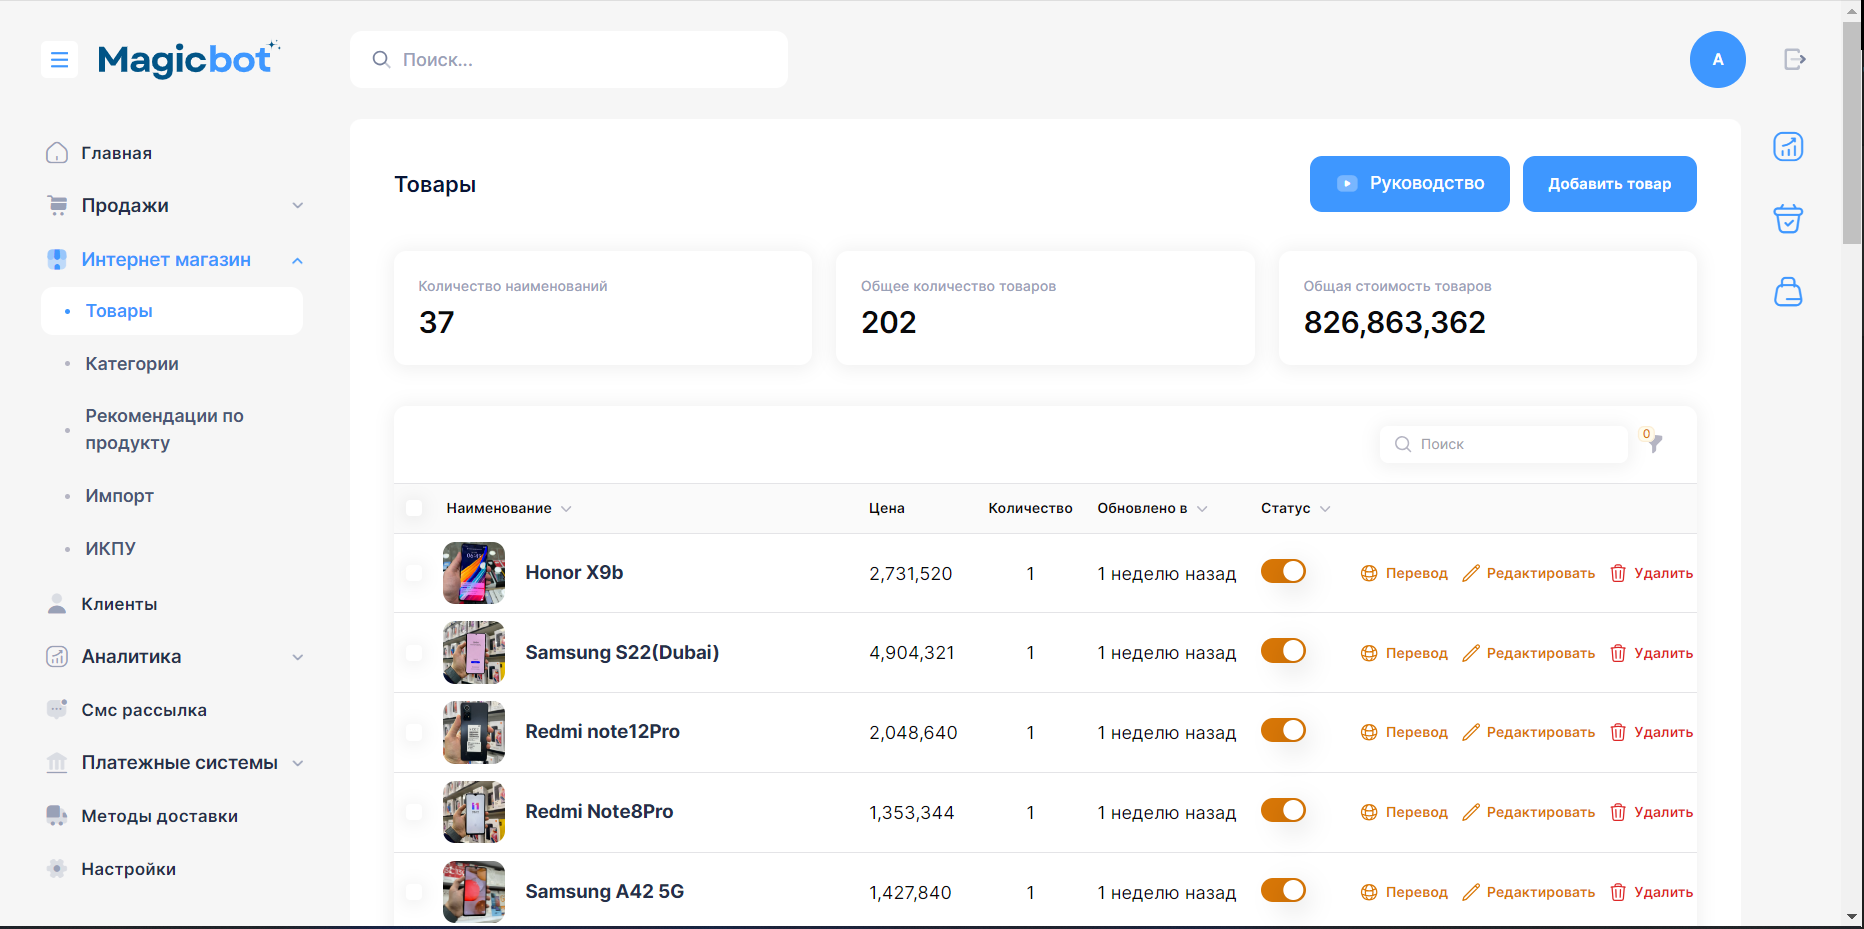 Magicbot
Поиск...
A
Главная
Продажи
Интернет магазин
Товары
Категории
Рекомендации по
продукту
Импорт
ИКПУ
Клиенты
Аналитика
Смс рассылка
Платежные системы
Методы доставки
Настройки
Товары
Руководство
Добавить товар
Количество наименований
37
Общее количество товаров
202
Общая стоимость товаров
826,863,362
Поиск
0
Наименование Цена Количество Обновлено в Статус
Honor X9b 2,731,520 1 1 неделю назад Перевод Редактировать Удалить
Samsung S22(Dubai) 4,904,321 1 1 неделю назад Перевод Редактировать Удалить
Redmi note12Pro 2,048,640 1 1 неделю назад Перевод Редактировать Удалить
Redmi Note8Pro 1,353,344 1 1 неделю назад Перевод Редактировать Удалить
Samsung A42 5G 1,427,840 1 1 неделю назад Перевод Редактировать Удалить